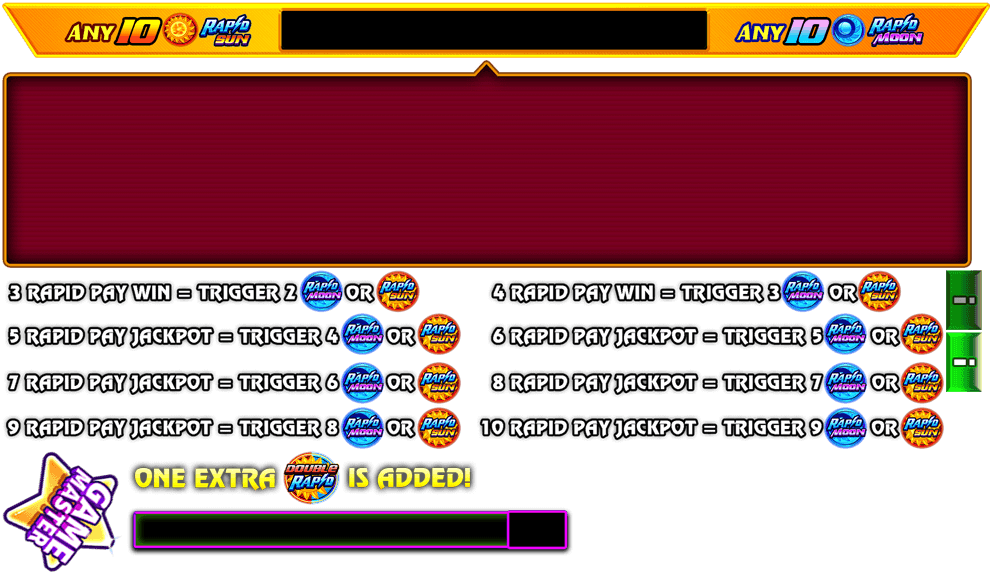 ANY 10 RAPID SUN
ANY 10 RAPID MOON
3 RAPID PAY WIN = TRIGGER 2 RAPID MOON OR RAPID SUN
4 RAPID PAY WIN = TRIGGER 3 RAPID MOON OR RAPID SUN
5 RAPID PAY JACKPOT = TRIGGER 4 RAPID MOON OR RAPID SUN
6 RAPID PAY JACKPOT = TRIGGER 5 RAPID MOON OR RAPID SUN
7 RAPID PAY JACKPOT = TRIGGER 6 RAPID MOON OR RAPID SUN
8 RAPID PAY JACKPOT = TRIGGER 7 RAPID MOON OR RAPID SUN
9 RAPID PAY JACKPOT = TRIGGER 8 RAPID MOON OR RAPID SUN
10 RAPID PAY JACKPOT = TRIGGER 9 RAPID MOON OR RAPID SUN
ONE EXTRA DOUBLE RAPID IS ADDED!
GAME
MASTER